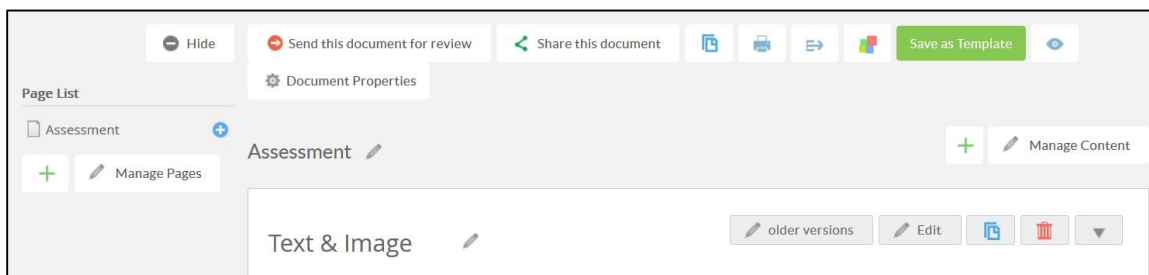 Hide
Send this document for review
Share this document
Save as Template
Document Properties
Page List
Assessment
Manage Pages
Assessment
Manage Content
Text & Image
older versions
Edit